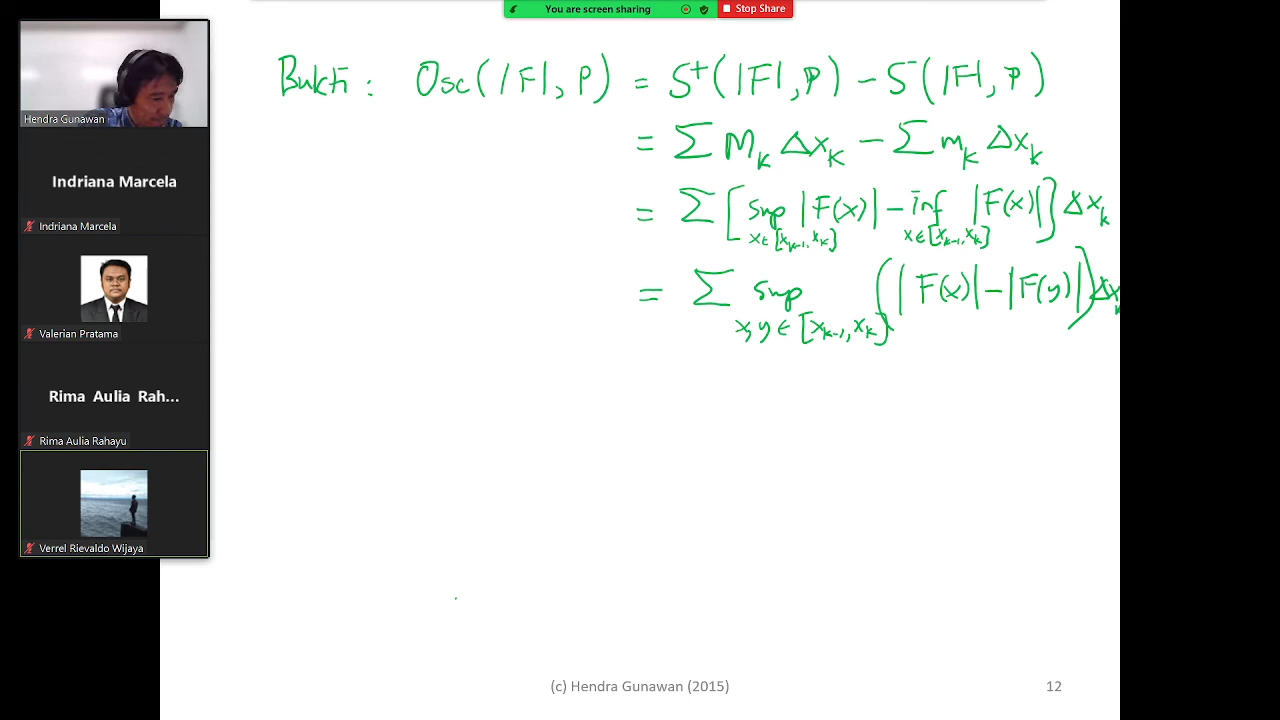 You are screen sharing Stop Share
Bukti : Osc(|F|, P) = S⁺(|F|, P) − S⁻(|F|, P)
= ∑ M_k Δx_k − ∑ m_k Δx_k
= ∑ [ sup_{x∈[x_{k-1}, x_k]} |F(x)| − inf_{x∈[x_{k-1}, x_k]} |F(x)| ] Δx_k
= ∑ sup_{x,y∈[x_{k-1}, x_k]} ( |F(x)| − |F(y)| ) Δx_k
Hendra Gunawan
Indriana Marcela
Indriana Marcela
Valerian Pratama
Rima Aulia Rah...
Rima Aulia Rahayu
Verrel Rievaldo Wijaya
(c) Hendra Gunawan (2015) 12